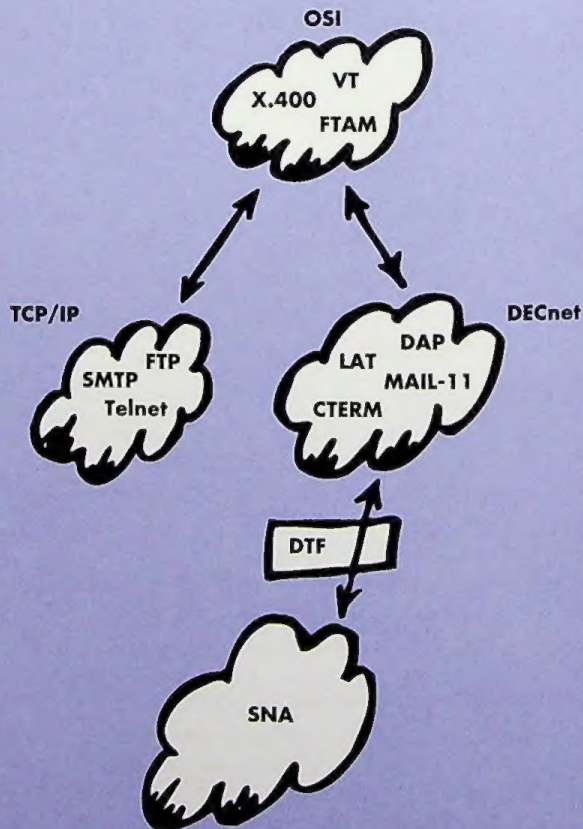 OSI
VT
X.400
FTAM
TCP/IP
DECnet
FTP
SMTP
Telnet
DAP
LAT
MAIL-11
CTERM
DTF
SNA